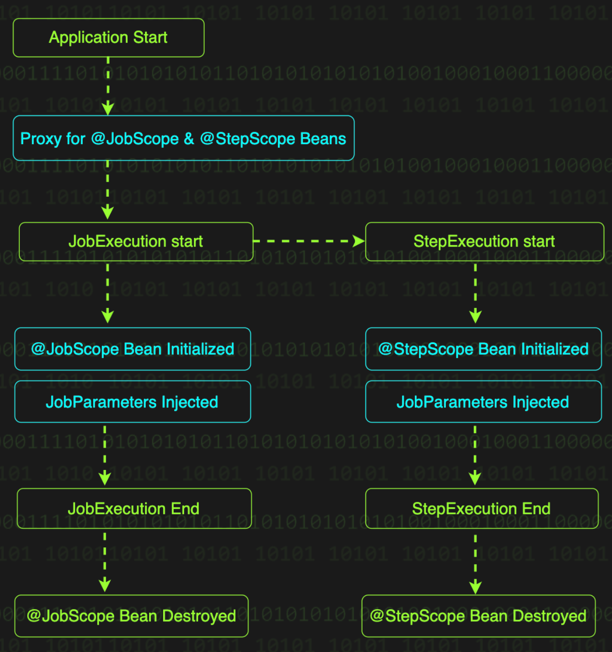 Application Start
Proxy for @JobScope & @StepScope Beans
JobExecution start
StepExecution start
@JobScope Bean Initialized
@StepScope Bean Initialized
JobParameters Injected
JobParameters Injected
JobExecution End
StepExecution End
@JobScope Bean Destroyed
@StepScope Bean Destroyed